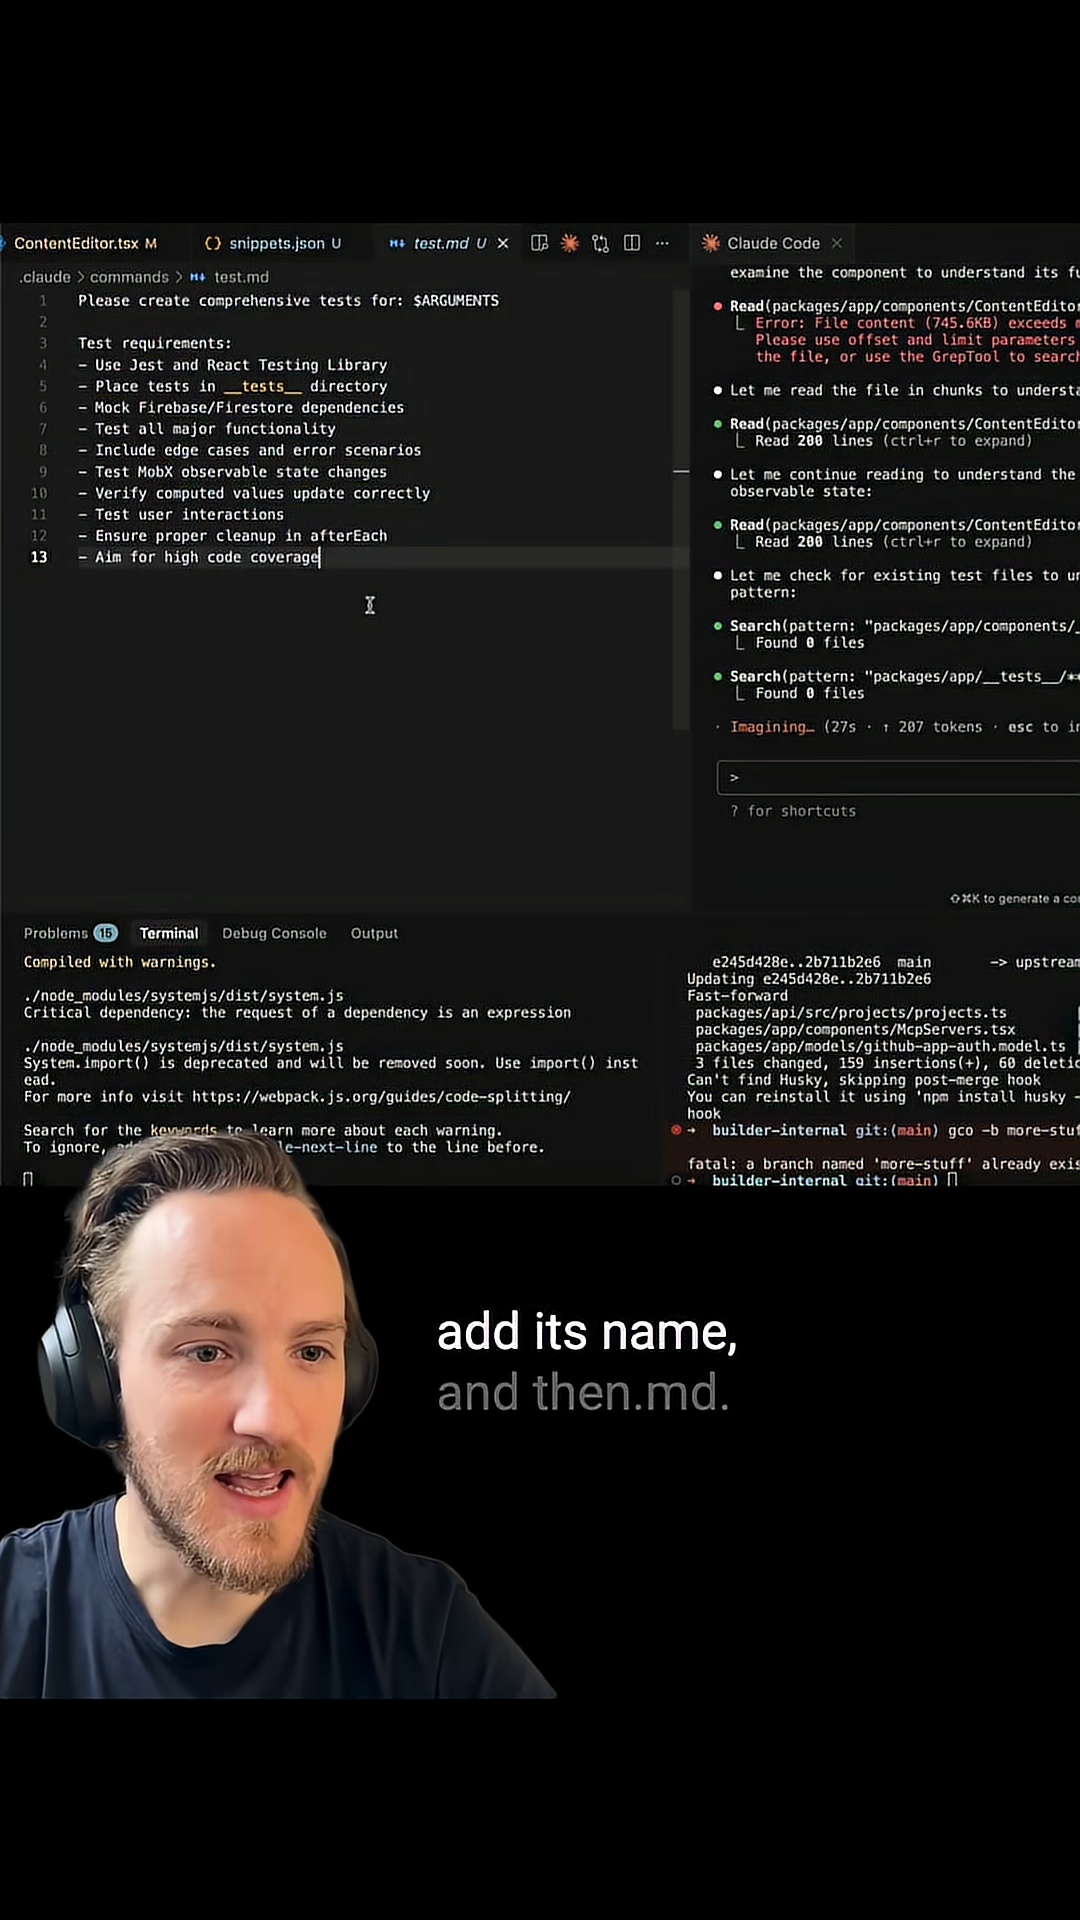 ContentEditor.tsx M
snippets.json U
test.md U
.claude > commands > test.md
1 Please create comprehensive tests for: $ARGUMENTS
2
3 Test requirements:
4 - Use Jest and React Testing Library
5 - Place tests in __tests__ directory
6 - Mock Firebase/Firestore dependencies
7 - Test all major functionality
8 - Include edge cases and error scenarios
9 - Test MobX observable state changes
10 - Verify computed values update correctly
11 - Test user interactions
12 - Ensure proper cleanup in afterEach
13 - Aim for high code coverage
Claude Code
examine the component to understand its fu
Read(packages/app/components/ContentEditor
Error: File content (745.6KB) exceeds m
Please use offset and limit parameters
the file, or use the GrepTool to search
Let me read the file in chunks to understa
Read(packages/app/components/ContentEditor
Read 200 lines (ctrl+r to expand)
Let me continue reading to understand the
observable state:
Read(packages/app/components/ContentEditor
Read 200 lines (ctrl+r to expand)
Let me check for existing test files to un
pattern:
Search(pattern: "packages/app/components/_
Found 0 files
Search(pattern: "packages/app/__tests__/**
Found 0 files
· Imagining… (27s · ↑ 207 tokens · esc to in
>
? for shortcuts
⇧⌘K to generate a co
Problems 15 Terminal Debug Console Output
Compiled with warnings.
./node_modules/systemjs/dist/system.js
Critical dependency: the request of a dependency is an expression
./node_modules/systemjs/dist/system.js
System.import() is deprecated and will be removed soon. Use import() inst
ead.
For more info visit https://webpack.js.org/guides/code-splitting/
Search for the keywords to learn more about each warning.
To ignore, le-next-line to the line before.
e245d428e..2b711b2e6 main -> upstream
Updating e245d428e..2b711b2e6
Fast-forward
packages/api/src/projects/projects.ts
packages/app/components/McpServers.tsx
packages/app/models/github-app-auth.model.ts
3 files changed, 159 insertions(+), 60 deletio
Can't find Husky, skipping post-merge hook
You can reinstall it using 'npm install husky -
hook
→ builder-internal git:(main) gco -b more-stuf
fatal: a branch named 'more-stuff' already exis
→ builder-internal git:(main)
add its name,
and then.md.